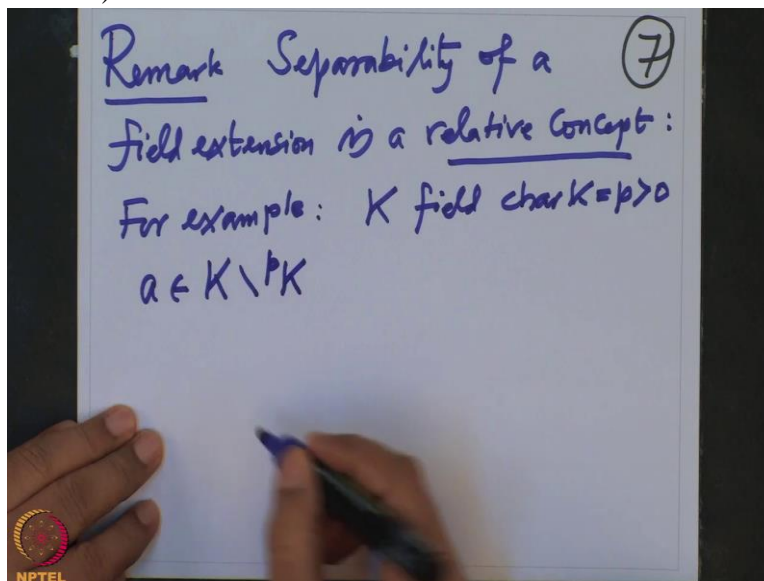 Remark Separability of a 7
field extension is a relative Concept:
For example: K field char K = p > 0
a ∈ K \ ᵖK
NPTEL